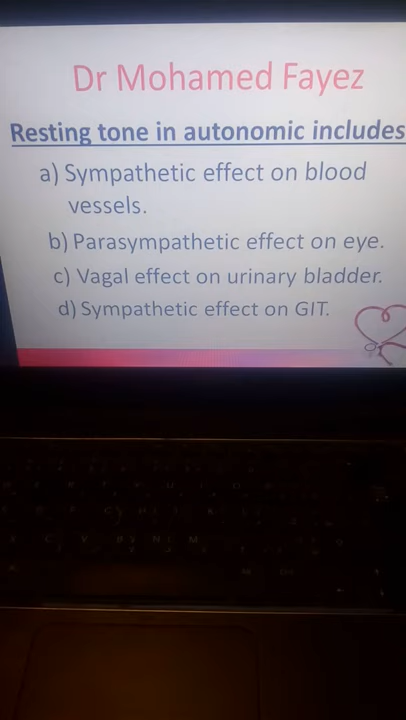 Dr Mohamed Fayez
Resting tone in autonomic includes
a) Sympathetic effect on blood
vessels.
b) Parasympathetic effect on eye.
c) Vagal effect on urinary bladder.
d) Sympathetic effect on GIT.